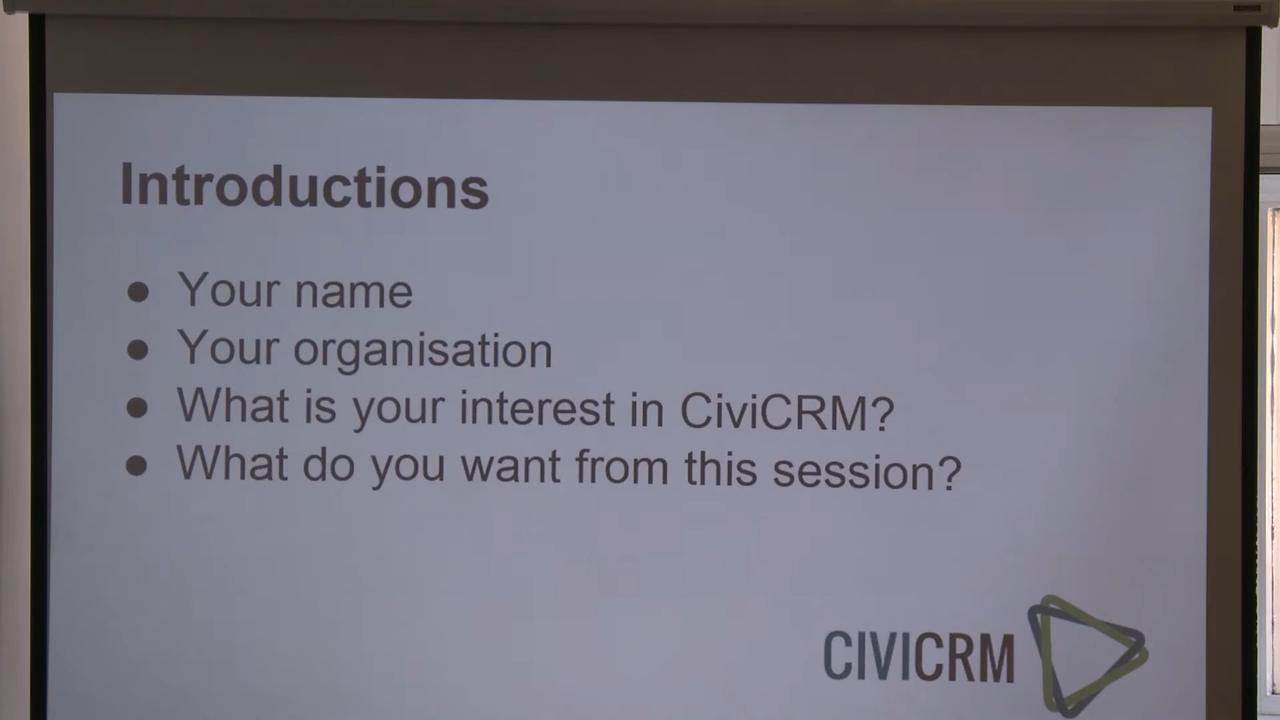 Introductions
● Your name
● Your organisation
● What is your interest in CiviCRM?
● What do you want from this session?
CIVICRM